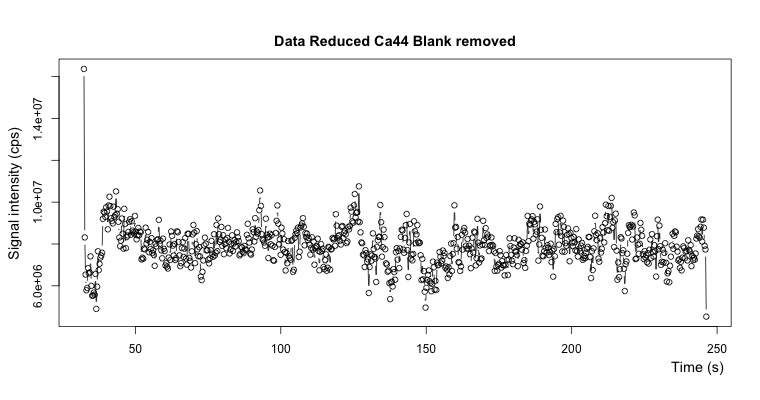 Data Reduced Ca44 Blank removed
Signal intensity (cps)
1.4e+07
1.0e+07
6.0e+06
50 100 150 200 250
Time (s)